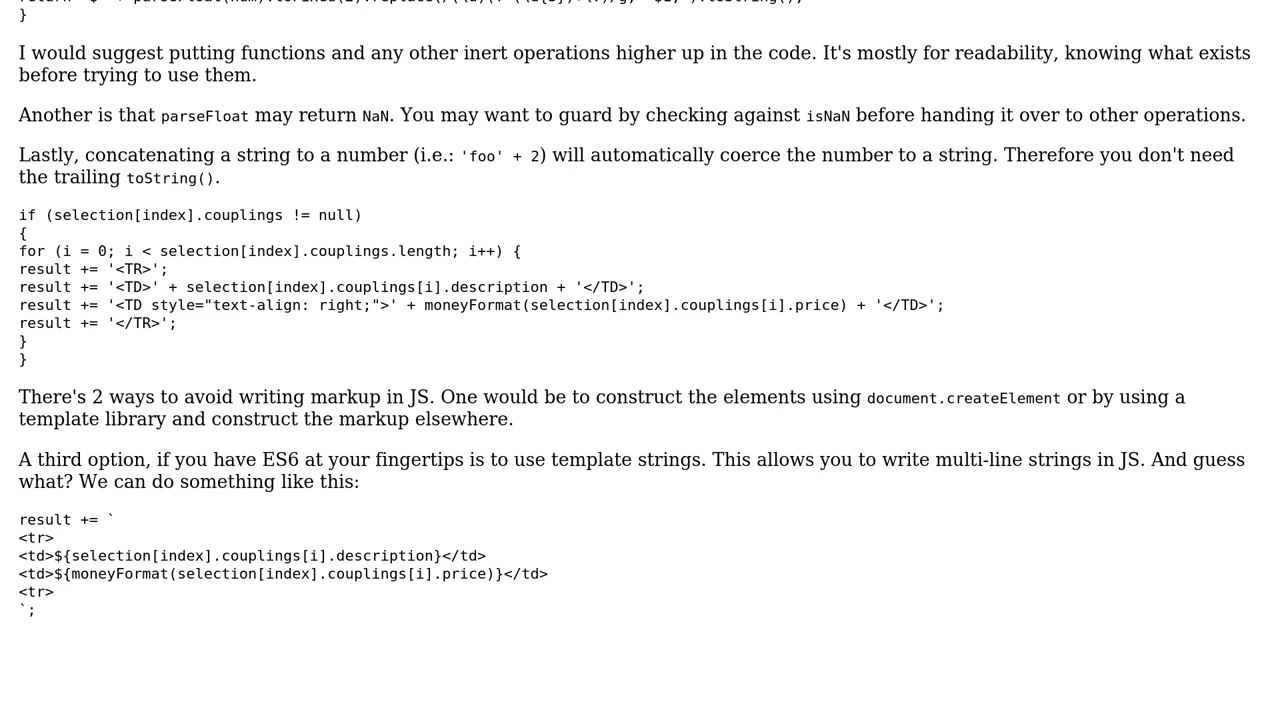 }
I would suggest putting functions and any other inert operations higher up in the code. It's mostly for readability, knowing what exists
before trying to use them.
Another is that parseFloat may return NaN. You may want to guard by checking against isNaN before handing it over to other operations.
Lastly, concatenating a string to a number (i.e.: 'foo' + 2) will automatically coerce the number to a string. Therefore you don't need
the trailing toString().
if (selection[index].couplings != null)
{
for (i = 0; i < selection[index].couplings.length; i++) {
result += '<TR>';
result += '<TD>' + selection[index].couplings[i].description + '</TD>';
result += '<TD style="text-align: right;">' + moneyFormat(selection[index].couplings[i].price) + '</TD>';
result += '</TR>';
}
}
There's 2 ways to avoid writing markup in JS. One would be to construct the elements using document.createElement or by using a
template library and construct the markup elsewhere.
A third option, if you have ES6 at your fingertips is to use template strings. This allows you to write multi-line strings in JS. And guess
what? We can do something like this:
result += `
<tr>
<td>${selection[index].couplings[i].description}</td>
<td>${moneyFormat(selection[index].couplings[i].price)}</td>
<tr>
`;